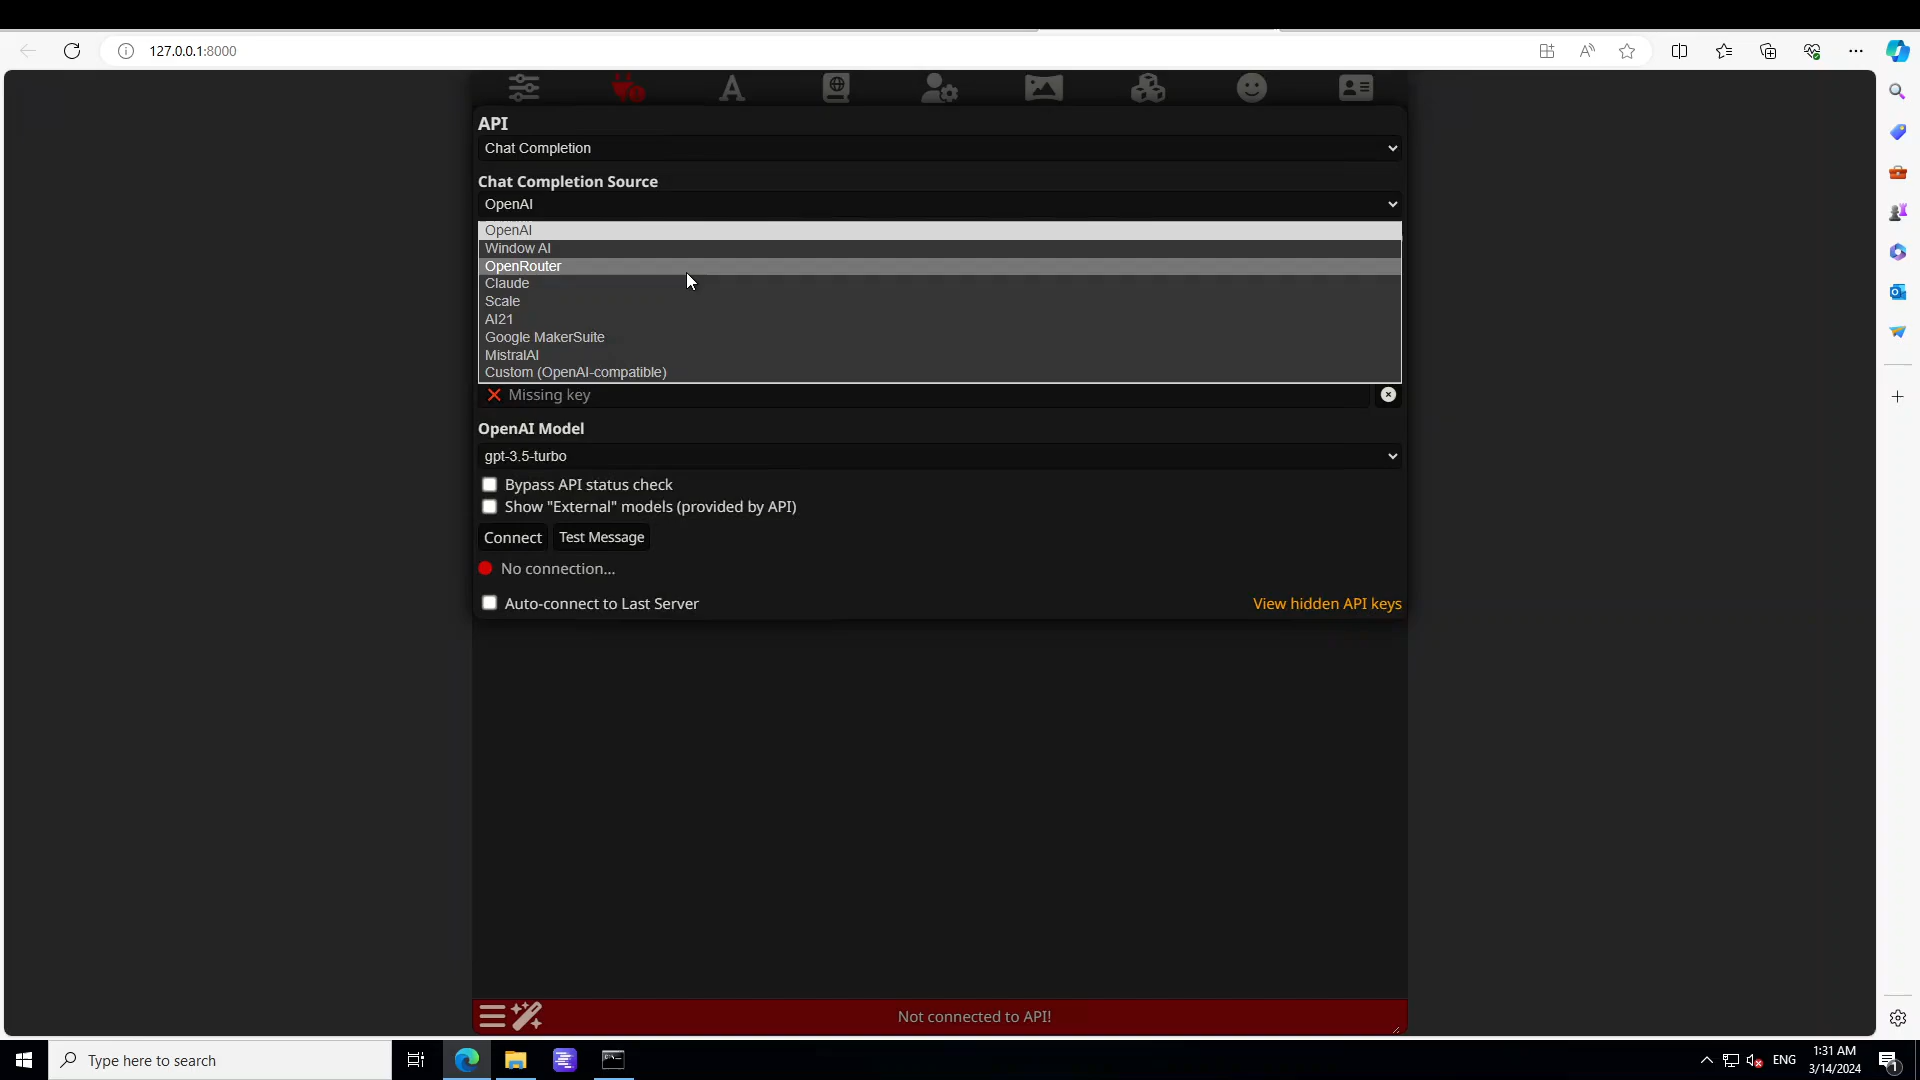 127.0.0.1:8000
API
Chat Completion
Chat Completion Source
OpenAI
OpenAI
Window AI
OpenRouter
Claude
Scale
AI21
Google MakerSuite
MistralAI
Custom (OpenAI-compatible)
Missing key
OpenAI Model
gpt-3.5-turbo
Bypass API status check
Show "External" models (provided by API)
Connect Test Message
No connection...
Auto-connect to Last Server View hidden API keys
Not connected to API!
Type here to search
ENG
1:31 AM
3/14/2024
1